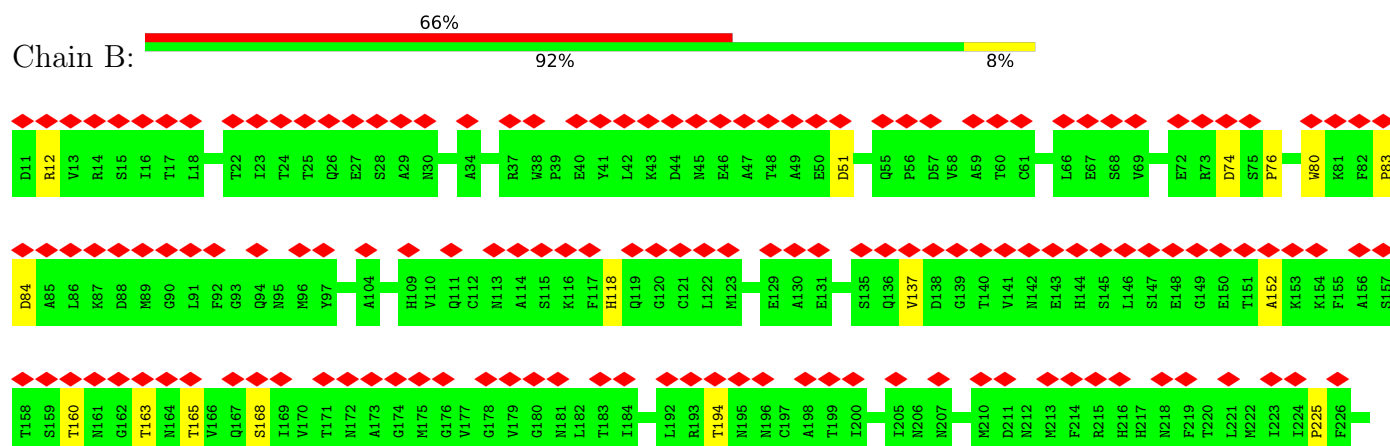 66%
Chain B:
92% 8%
D11 R12 V13 R14 S15 I16 T17 L18 T22 I23 T24 T25 Q26 E27 S28 A29 N30 A34 R37 W38 P39 E40 Y41 L42 K43 D44 N45 E46 A47 T48 A49 E50 D51 Q55 P56 D57 V58 A59 T60 C61 L66 E67 S68 V69 E72 R73 D74 S75 P76 W80 K81 F82 P83
D84 A85 L86 K87 D88 M89 G90 L91 F92 G93 Q94 N95 M96 Y97 A104 H109 V110 Q111 C112 N113 A114 S115 K116 F117 H118 Q119 G120 C121 L122 M123 E129 A130 E131 S135 Q136 V137 D138 G139 T140 V141 N142 E143 H144 S145 L146 S147 E148 G149 E150 T151 A152 K153 K154 F155 A156 S157
T158 S159 T160 N161 G162 T163 N164 T165 V166 Q167 S168 I169 V170 T171 N172 A173 G174 M175 G176 V177 G178 V179 G180 N181 L182 T183 I184 L192 R193 T194 N195 N196 C197 A198 T199 I200 I205 N206 N207 M210 D211 N212 M213 F214 R215 H216 H217 N218 F219 T220 L221 M222 I223 I224 P225 F226